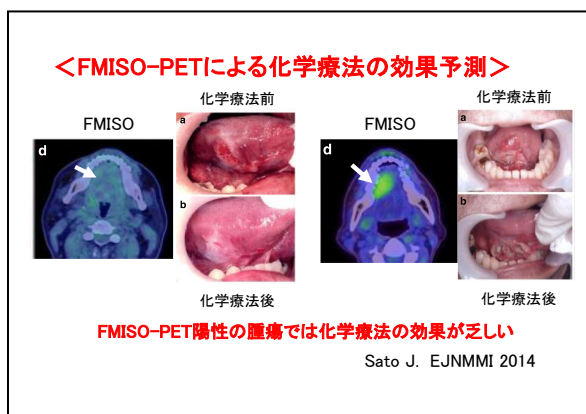 ＜FMISO-PETによる化学療法の効果予測＞
化学療法前
FMISO
d
a
b
化学療法後
化学療法前
FMISO
d
a
b
化学療法後
FMISO-PET陽性の腫瘍では化学療法の効果が乏しい
Sato J. EJNMMI 2014